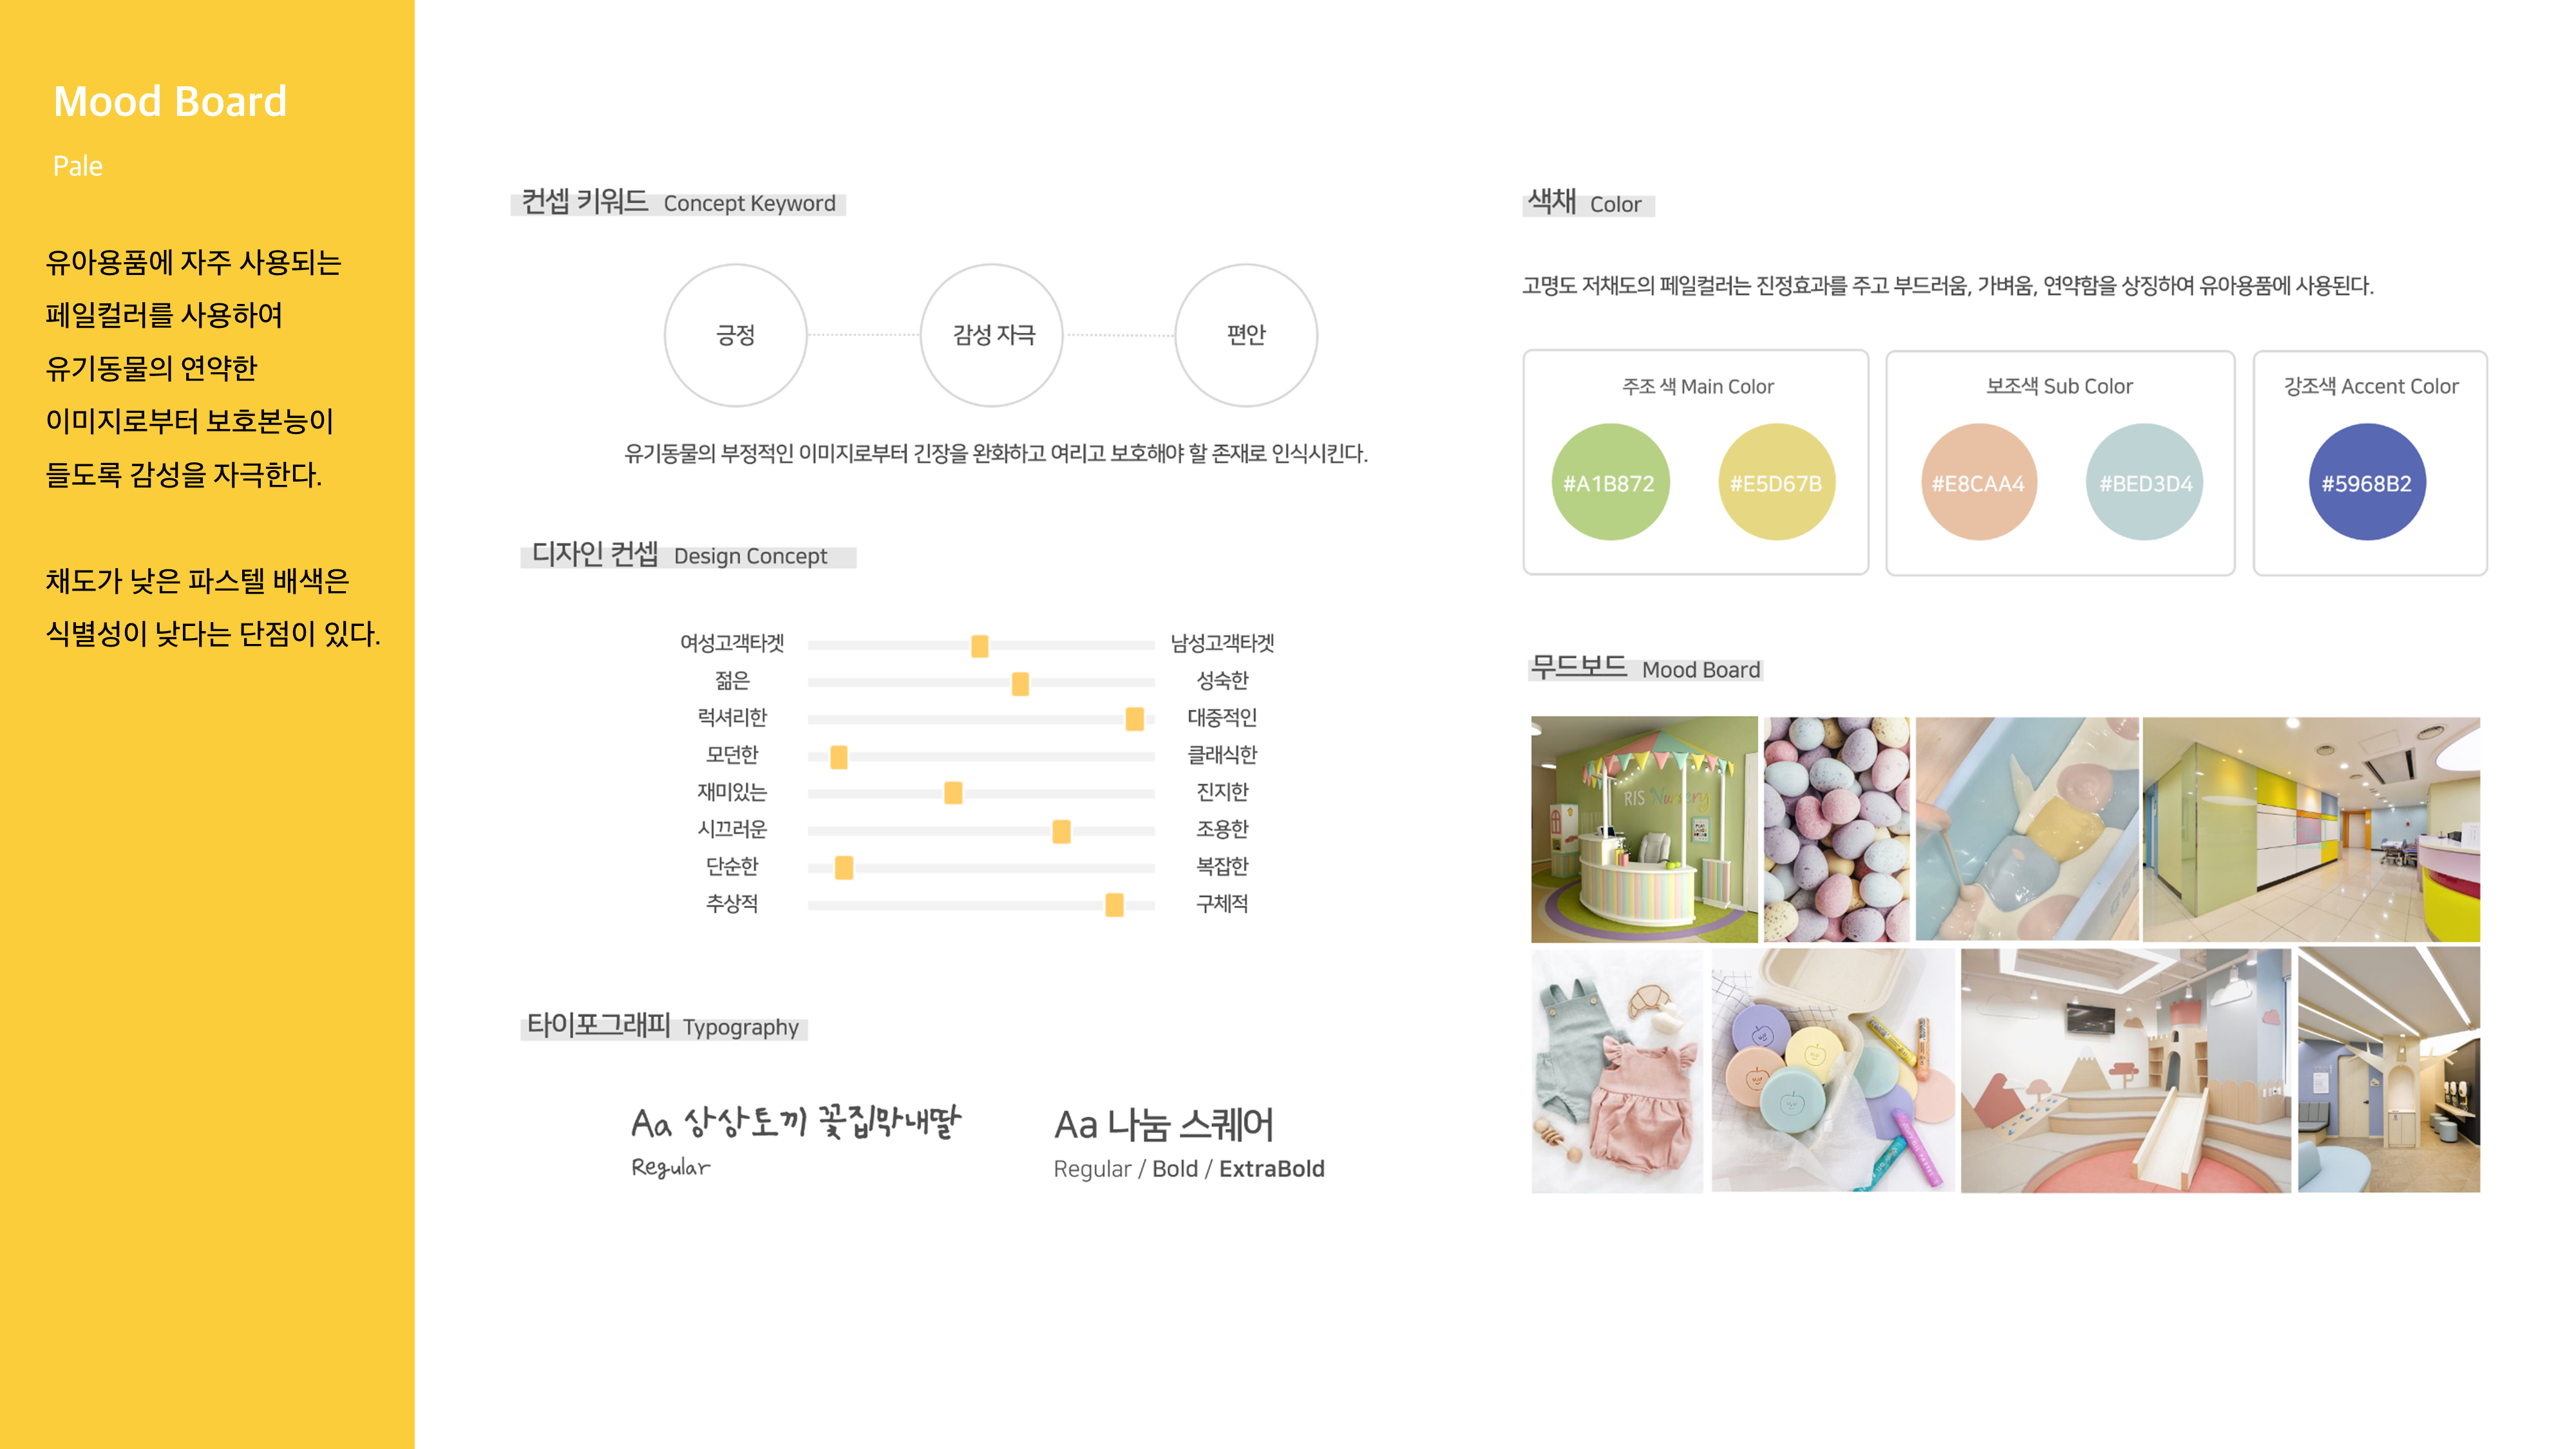 Mood Board
Pale
유아용품에 자주 사용되는
페일컬러를 사용하여
유기동물의 연약한
이미지로부터 보호본능이
들도록 감성을 자극한다.
채도가 낮은 파스텔 배색은
식별성이 낮다는 단점이 있다.
컨셉 키워드 Concept Keyword
긍정 감성 자극 편안
유기동물의 부정적인 이미지로부터 긴장을 완화하고 여리고 보호해야 할 존재로 인식시킨다.
디자인 컨셉 Design Concept
여성고객타겟 남성고객타겟
젊은 성숙한
럭셔리한 대중적인
모던한 클래식한
재미있는 진지한
시끄러운 조용한
단순한 복잡한
추상적 구체적
타이포그래피 Typography
Aa 상상토끼 꽃집막내딸
Regular
Aa 나눔 스퀘어
Regular / Bold / ExtraBold
색채 Color
고명도 저채도의 페일컬러는 진정효과를 주고 부드러움, 가벼움, 연약함을 상징하여 유아용품에 사용된다.
주조 색 Main Color
#A1B872 #E5D67B
보조색 Sub Color
#E8CAA4 #BED3D4
강조색 Accent Color
#5968B2
무드보드 Mood Board
RIS Nursery